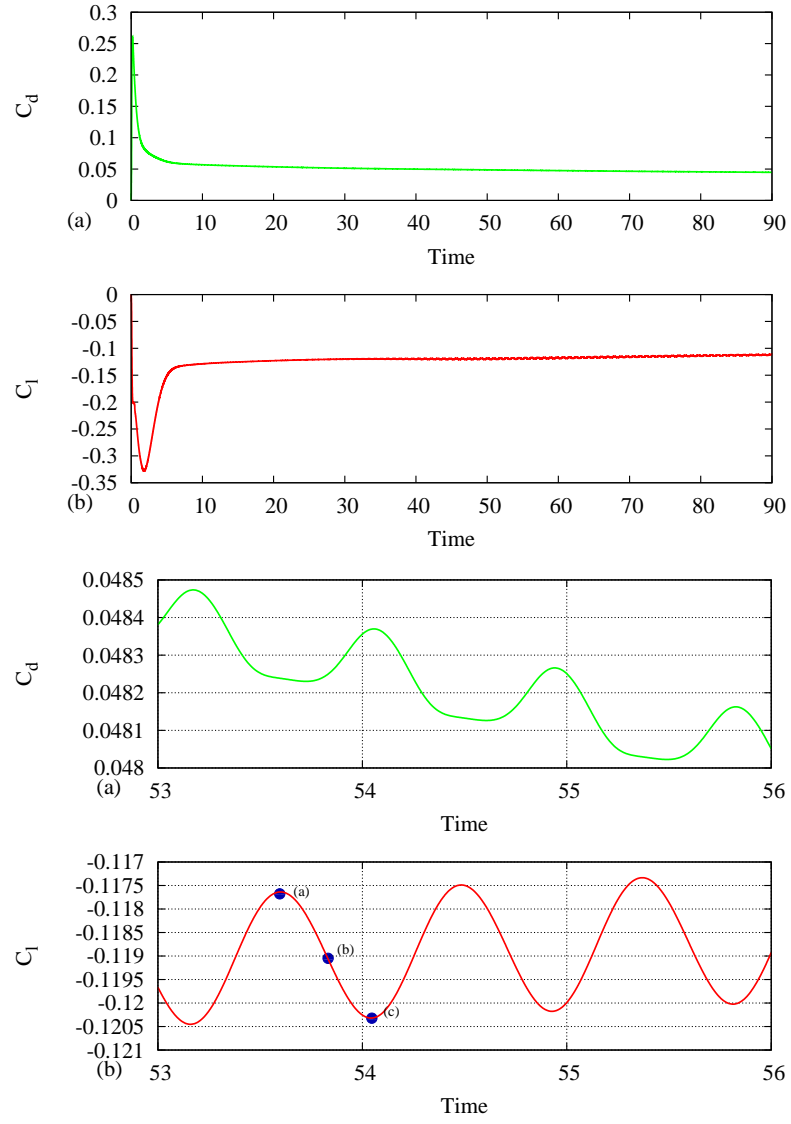 0.3
0.25
0.2
0.15
0.1
0.05
0
C_d
(a)
0 10 20 30 40 50 60 70 80 90
Time
0
-0.05
-0.1
-0.15
-0.2
-0.25
-0.3
-0.35
C_l
(b)
0 10 20 30 40 50 60 70 80 90
Time
0.0485
0.0484
0.0483
0.0482
0.0481
0.048
C_d
(a)
53 54 55 56
Time
-0.117
-0.1175
-0.118
-0.1185
-0.119
-0.1195
-0.12
-0.1205
-0.121
C_l
(a)
(b)
(c)
(b)
53 54 55 56
Time